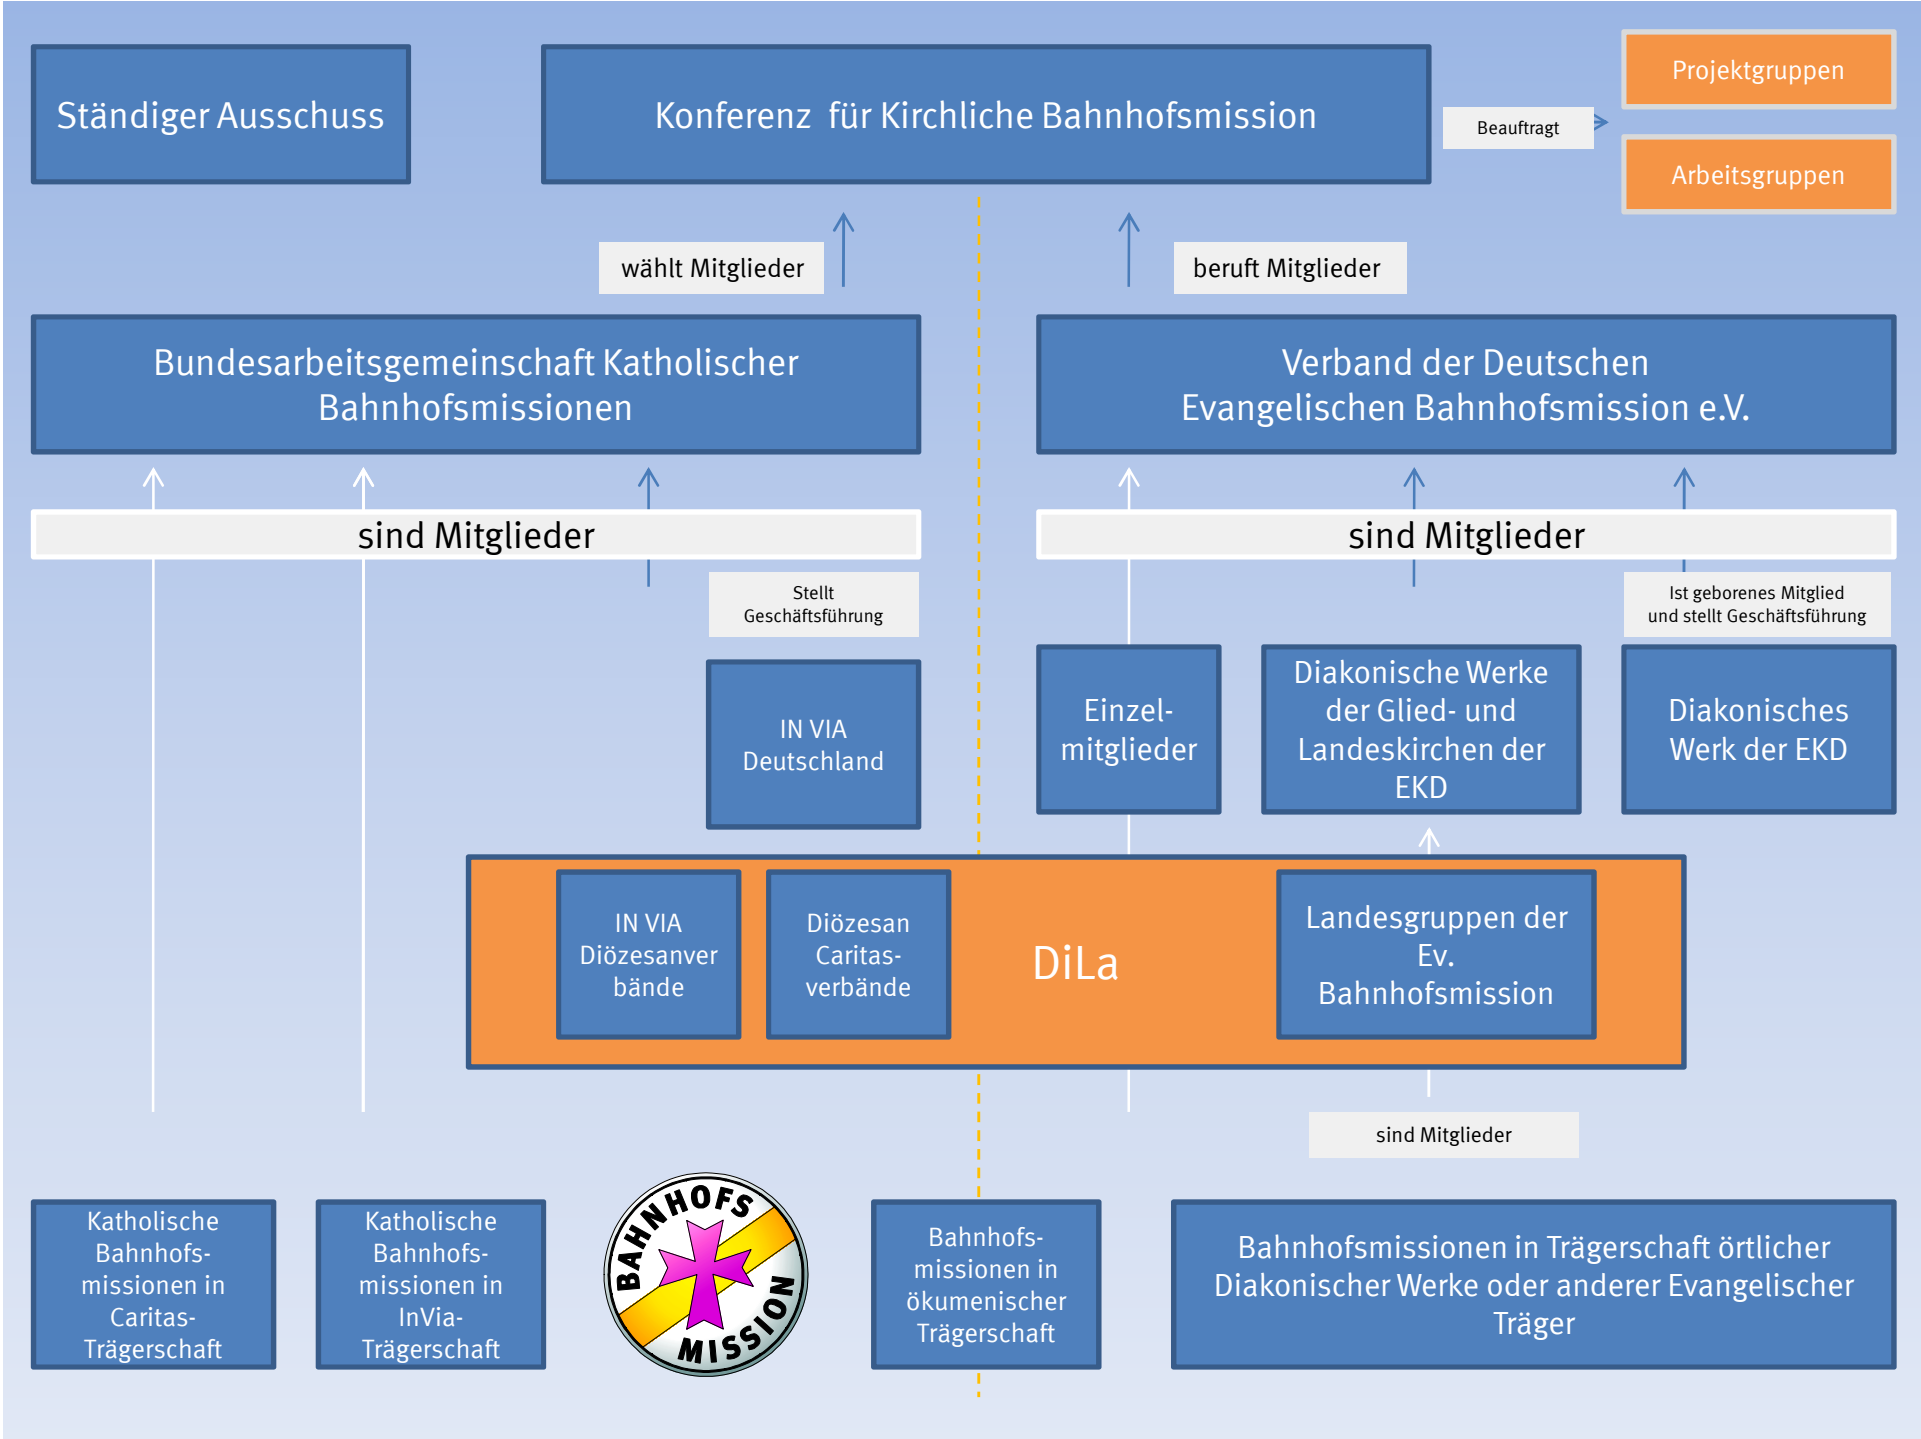 Ständiger Ausschuss
Konferenz für Kirchliche Bahnhofsmission
Projektgruppen
Beauftragt
Arbeitsgruppen
wählt Mitglieder
beruft Mitglieder
Bundesarbeitsgemeinschaft Katholischer
Bahnhofsmissionen
Verband der Deutschen
Evangelischen Bahnhofsmission e.V.
sind Mitglieder
sind Mitglieder
Stellt
Geschäftsführung
Ist geborenes Mitglied
und stellt Geschäftsführung
IN VIA
Deutschland
Einzel-
mitglieder
Diakonische Werke
der Glied- und
Landeskirchen der
EKD
Diakonisches
Werk der EKD
IN VIA
Diözesanver
bände
Diözesan
Caritas-
verbände
DiLa
Landesgruppen der
Ev.
Bahnhofsmission
sind Mitglieder
Katholische
Bahnhofs-
missionen in
Caritas-
Trägerschaft
Katholische
Bahnhofs-
missionen in
InVia-
Trägerschaft
BAHNHOFS
MISSION
Bahnhofs-
missionen in
ökumenischer
Trägerschaft
Bahnhofsmissionen in Trägerschaft örtlicher
Diakonischer Werke oder anderer Evangelischer
Träger